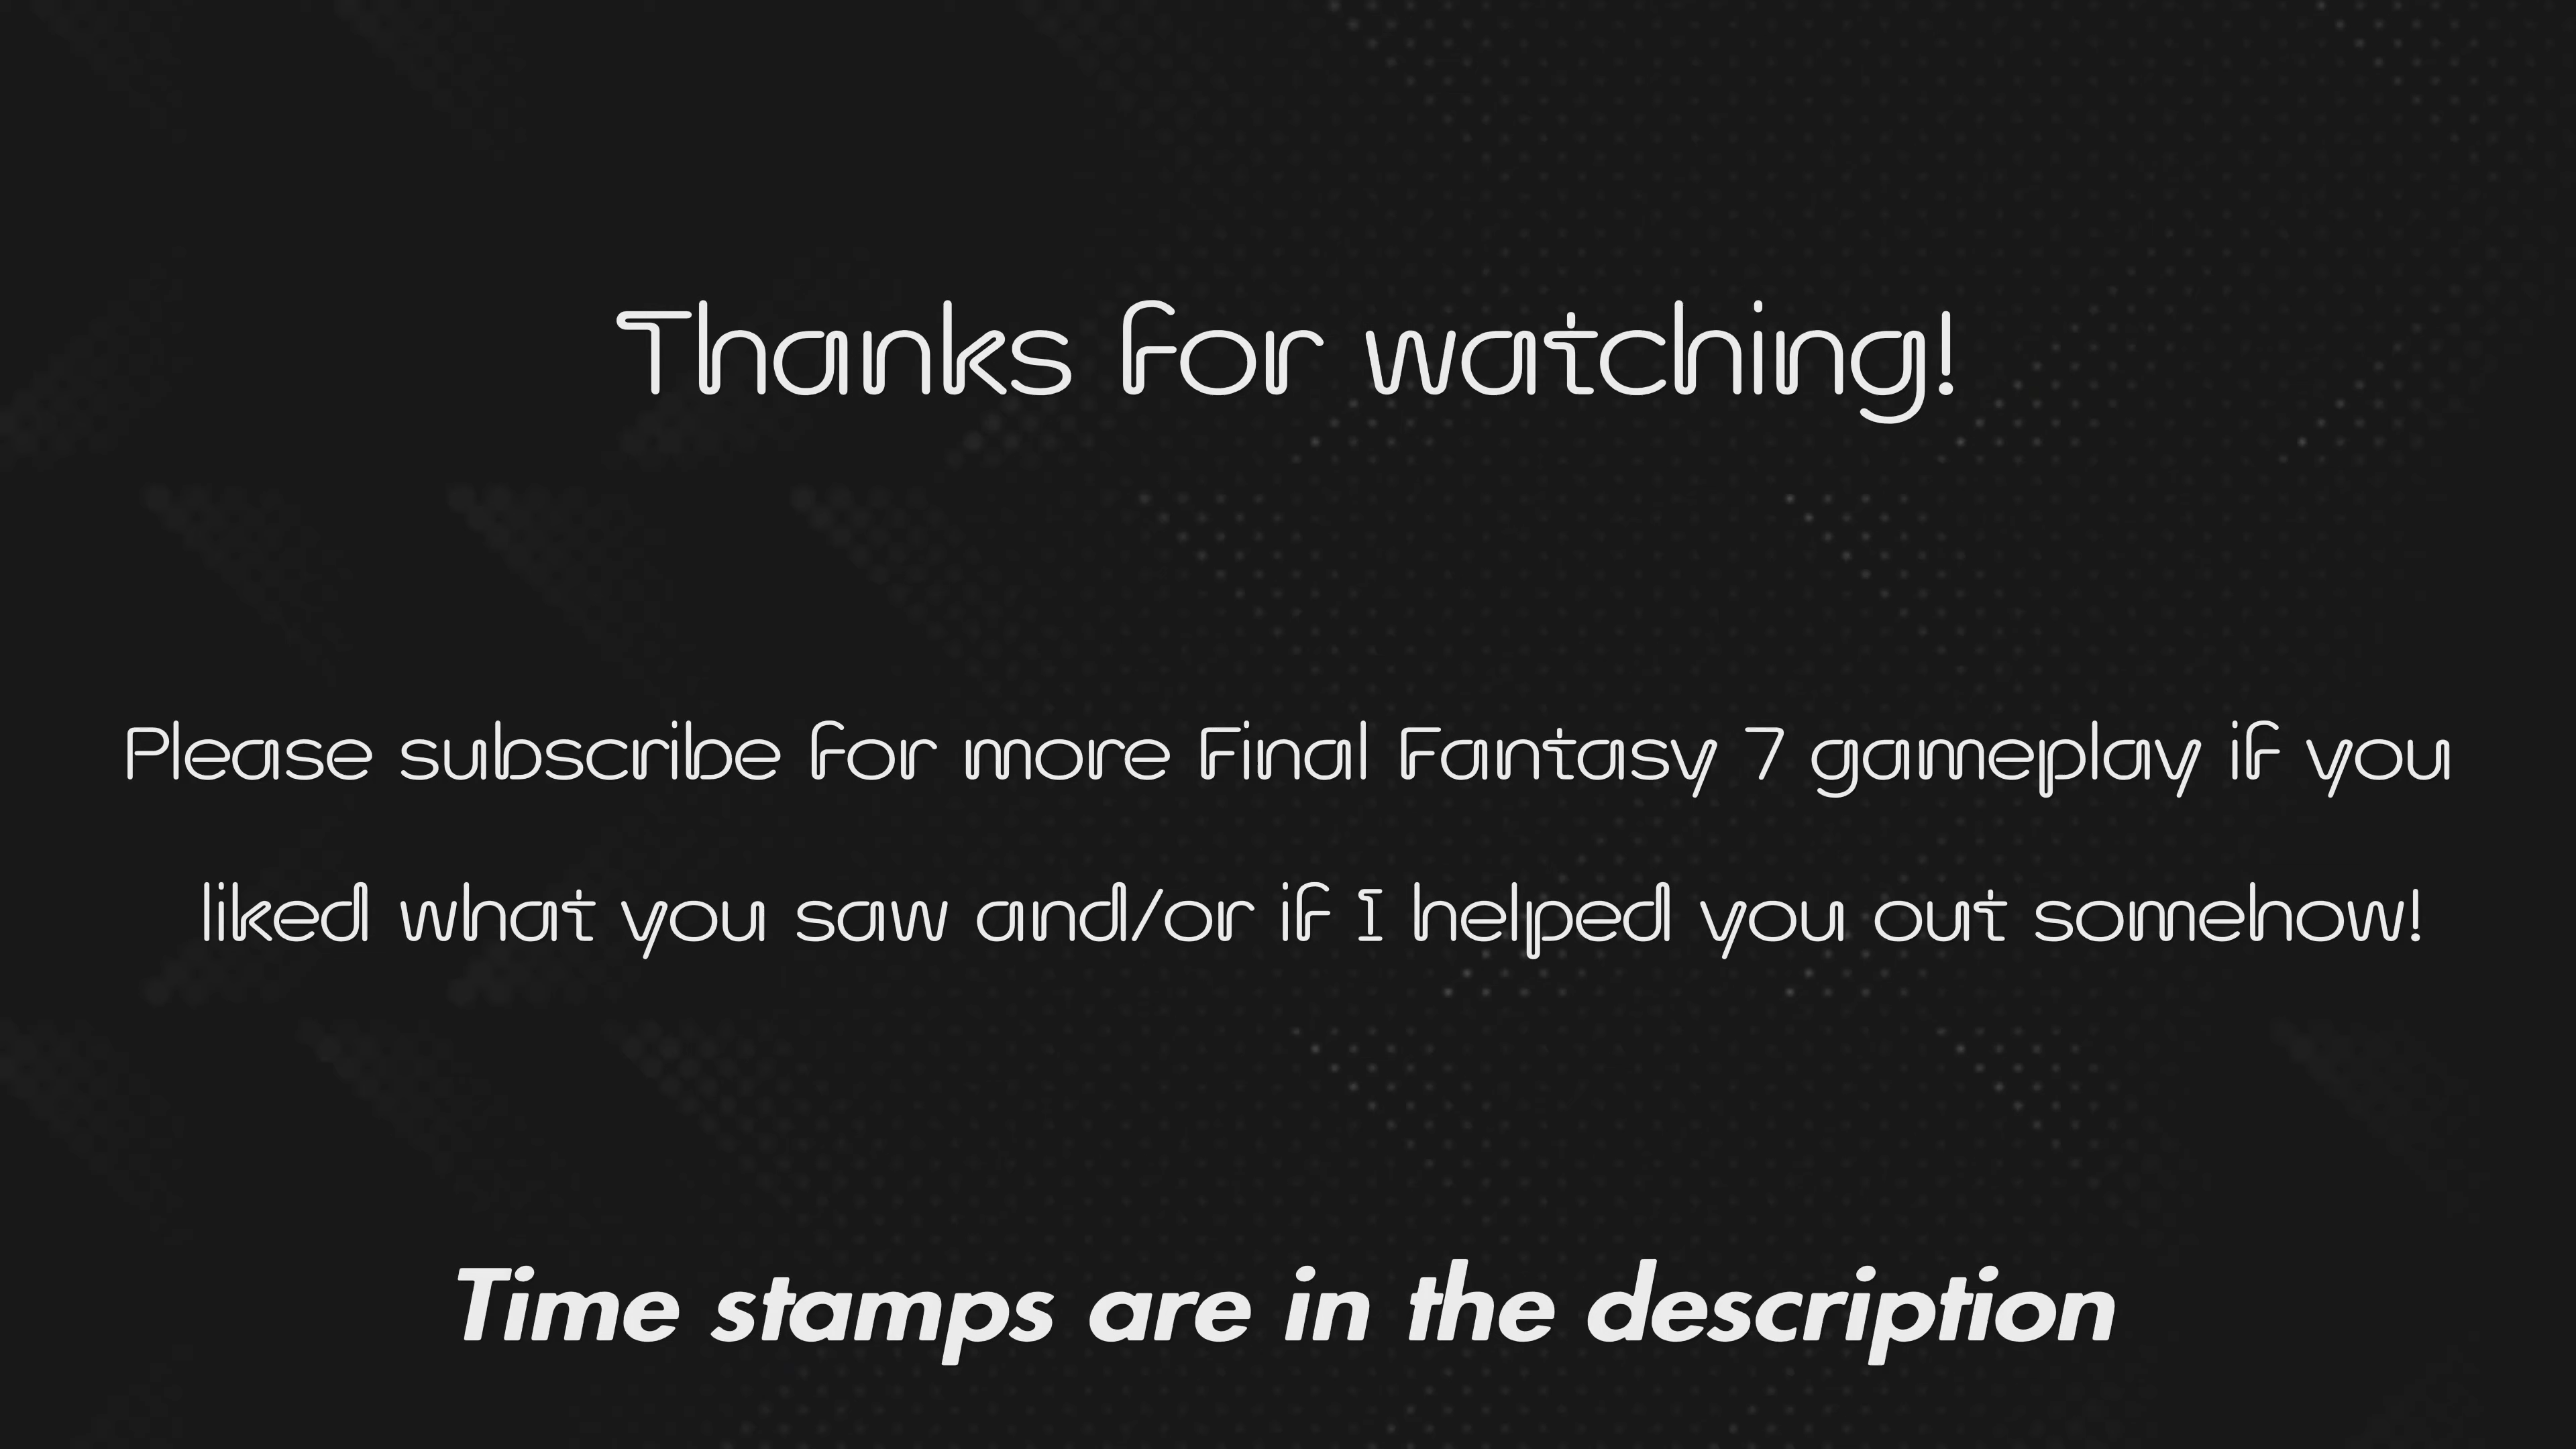 Thanks for watching!
Please subscribe for more Final Fantasy 7 gameplay if you
liked what you saw and/or if I helped you out somehow!
Time stamps are in the description